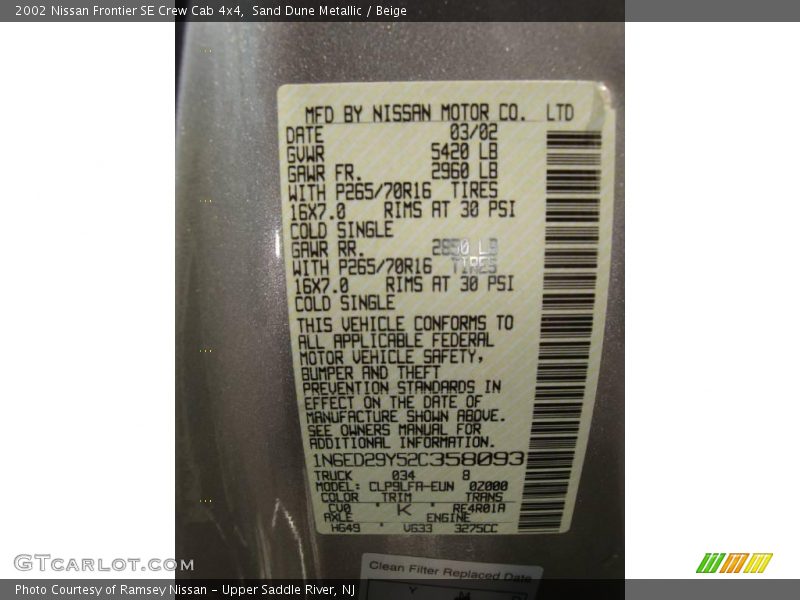 2002 Nissan Frontier SE Crew Cab 4x4,  Sand Dune Metallic / Beige
MFD BY NISSAN MOTOR CO. LTD
DATE 03/02
GVWR 5420 LB
GAWR FR. 2960 LB
WITH P265/70R16 TIRES
16X7.0 RIMS AT 30 PSI
COLD SINGLE
GAWR RR. 2850 LB
WITH P265/70R16 TIRES
16X7.0 RIMS AT 30 PSI
COLD SINGLE
THIS VEHICLE CONFORMS TO
ALL APPLICABLE FEDERAL
MOTOR VEHICLE SAFETY,
BUMPER AND THEFT
PREVENTION STANDARDS IN
EFFECT ON THE DATE OF
MANUFACTURE SHOWN ABOVE.
SEE OWNERS MANUAL FOR
ADDITIONAL INFORMATION.
1N6ED29Y52C358093
TRUCK 034 8
MODEL: CLP9LFA-EUN 0Z000
COLOR TRIM TRANS
CV0 K RE4R01A
AXLE ENGINE
HG49 VG33 3275CC
Clean Filter Replaced Date
GTCarLot.com
Photo Courtesy of Ramsey Nissan – Upper Saddle River, NJ